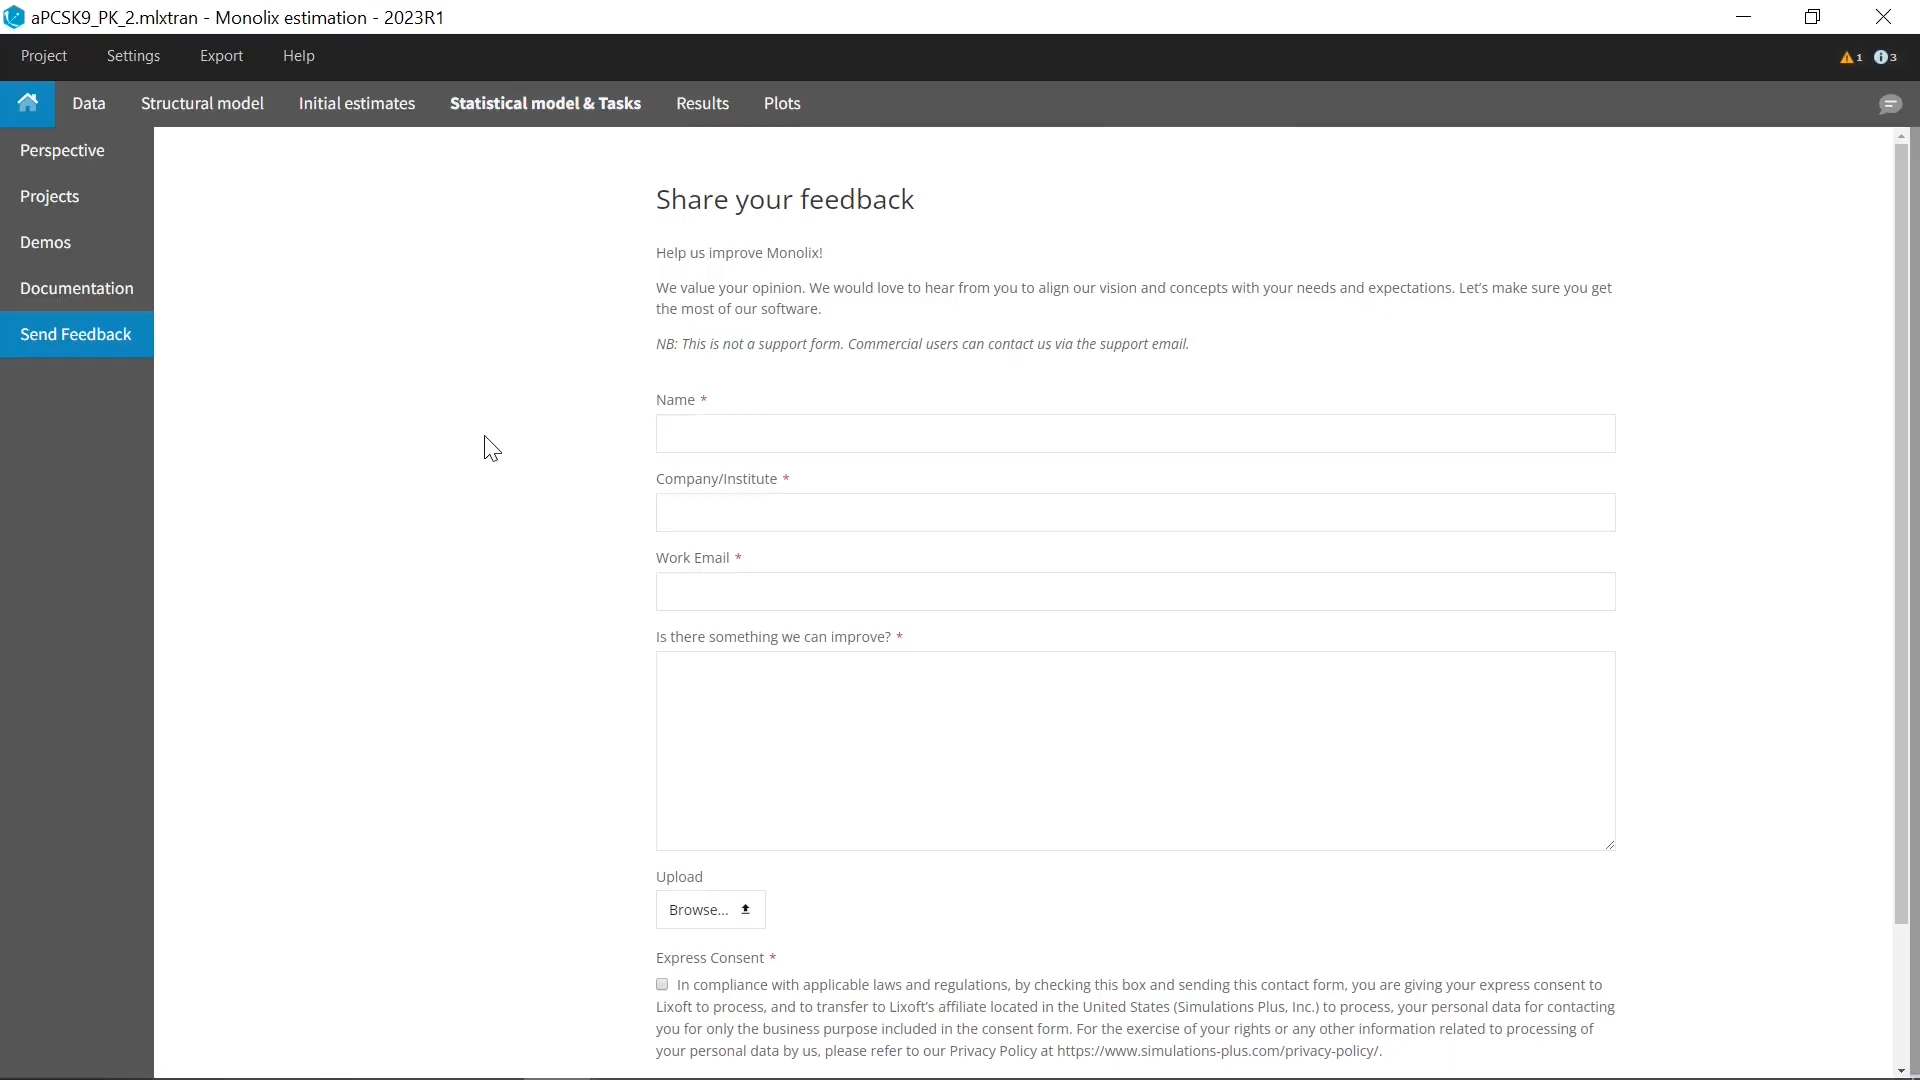 aPCSK9_PK_2.mlxtran - Monolix estimation - 2023R1
Project Settings Export Help 1 3
Data Structural model Initial estimates Statistical model & Tasks Results Plots
Perspective
Projects
Demos
Documentation
Send Feedback
Share your feedback
Help us improve Monolix!
We value your opinion. We would love to hear from you to align our vision and concepts with your needs and expectations. Let's make sure you get
the most of our software.
NB: This is not a support form. Commercial users can contact us via the support email.
Name *
Company/Institute *
Work Email *
Is there something we can improve? *
Upload
Browse...
Express Consent *
In compliance with applicable laws and regulations, by checking this box and sending this contact form, you are giving your express consent to
Lixoft to process, and to transfer to Lixoft's affiliate located in the United States (Simulations Plus, Inc.) to process, your personal data for contacting
you for only the business purpose included in the consent form. For the exercise of your rights or any other information related to processing of
your personal data by us, please refer to our Privacy Policy at https://www.simulations-plus.com/privacy-policy/.